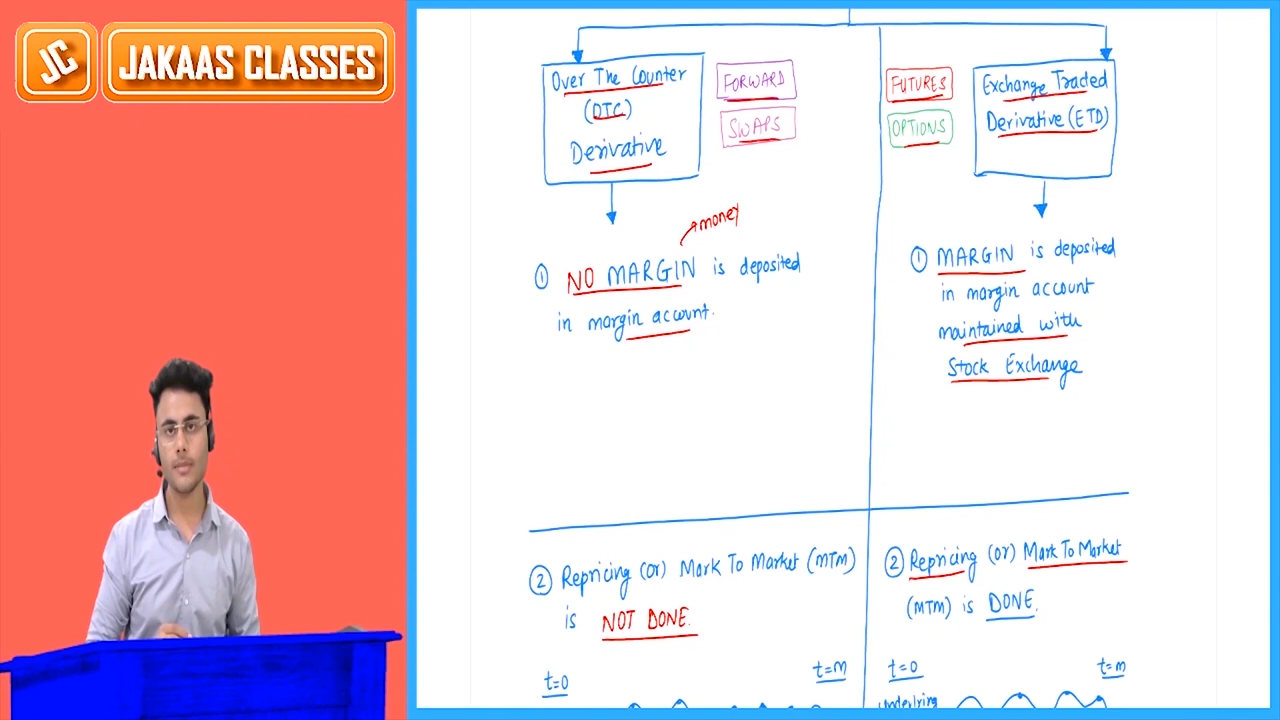 JC
JAKAAS CLASSES
Over The Counter
(OTC)
Derivative
FORWARD
SWAPS
→money
① NO MARGIN is deposited
in margin account.
② Repricing (or) Mark To Market (MTM)
is NOT DONE.
t=0
t=m
FUTURES
OPTIONS
Exchange Traded
Derivative (ETD)
① MARGIN is deposited
in margin account
maintained with
Stock Exchange
② Repricing (or) Mark To Market
(MTM) is DONE.
t=0
t=m
underlying